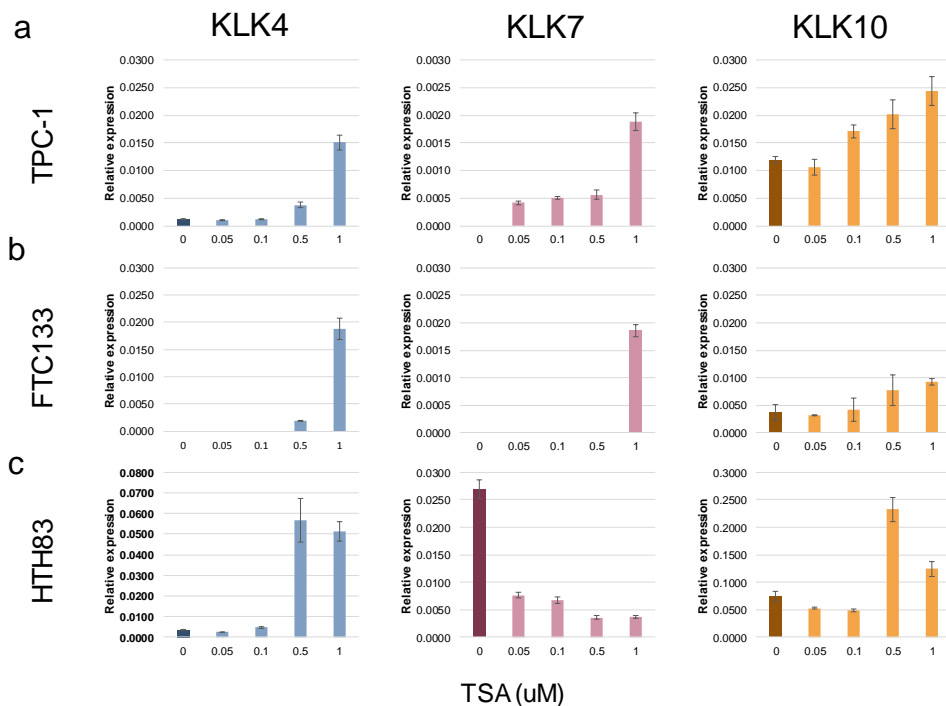 a
KLK4
KLK7
KLK10
TPC-1
Relative expression
0.0300
0.0250
0.0200
0.0150
0.0100
0.0050
0.0000
0 0.05 0.1 0.5 1
Relative expression
0.0030
0.0025
0.0020
0.0015
0.0010
0.0005
0.0000
0 0.05 0.1 0.5 1
Relative expression
0.0300
0.0250
0.0200
0.0150
0.0100
0.0050
0.0000
0 0.05 0.1 0.5 1
b
FTC133
Relative expression
0.0300
0.0250
0.0200
0.0150
0.0100
0.0050
0.0000
0 0.05 0.1 0.5 1
Relative expression
0.0030
0.0025
0.0020
0.0015
0.0010
0.0005
0.0000
0 0.05 0.1 0.5 1
Relative expression
0.0300
0.0250
0.0200
0.0150
0.0100
0.0050
0.0000
0 0.05 0.1 0.5 1
c
HTH83
Relative expression
0.0800
0.0700
0.0600
0.0500
0.0400
0.0300
0.0200
0.0100
0.0000
0 0.05 0.1 0.5 1
Relative expression
0.0300
0.0250
0.0200
0.0150
0.0100
0.0050
0.0000
0 0.05 0.1 0.5 1
Relative expression
0.3000
0.2500
0.2000
0.1500
0.1000
0.0500
0.0000
0 0.05 0.1 0.5 1
TSA (uM)